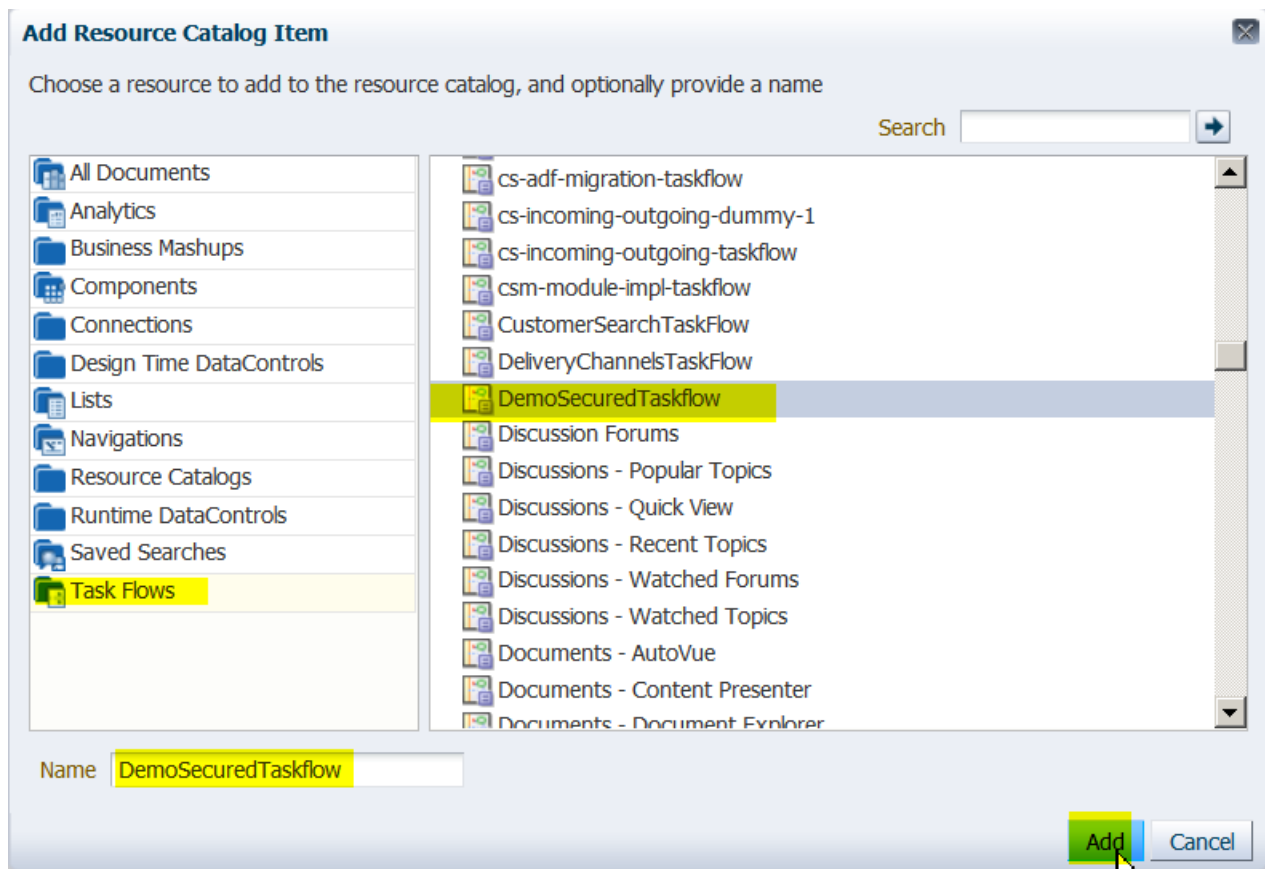 Add Resource Catalog Item
Choose a resource to add to the resource catalog, and optionally provide a name
Search
All Documents
Analytics
Business Mashups
Components
Connections
Design Time DataControls
Lists
Navigations
Resource Catalogs
Runtime DataControls
Saved Searches
Task Flows
cs-adf-migration-taskflow
cs-incoming-outgoing-dummy-1
cs-incoming-outgoing-taskflow
csm-module-impl-taskflow
CustomerSearchTaskFlow
DeliveryChannelsTaskFlow
DemoSecuredTaskflow
Discussion Forums
Discussions - Popular Topics
Discussions - Quick View
Discussions - Recent Topics
Discussions - Watched Forums
Discussions - Watched Topics
Documents - AutoVue
Documents - Content Presenter
Documents - Document Explorer
Name DemoSecuredTaskflow
Add Cancel